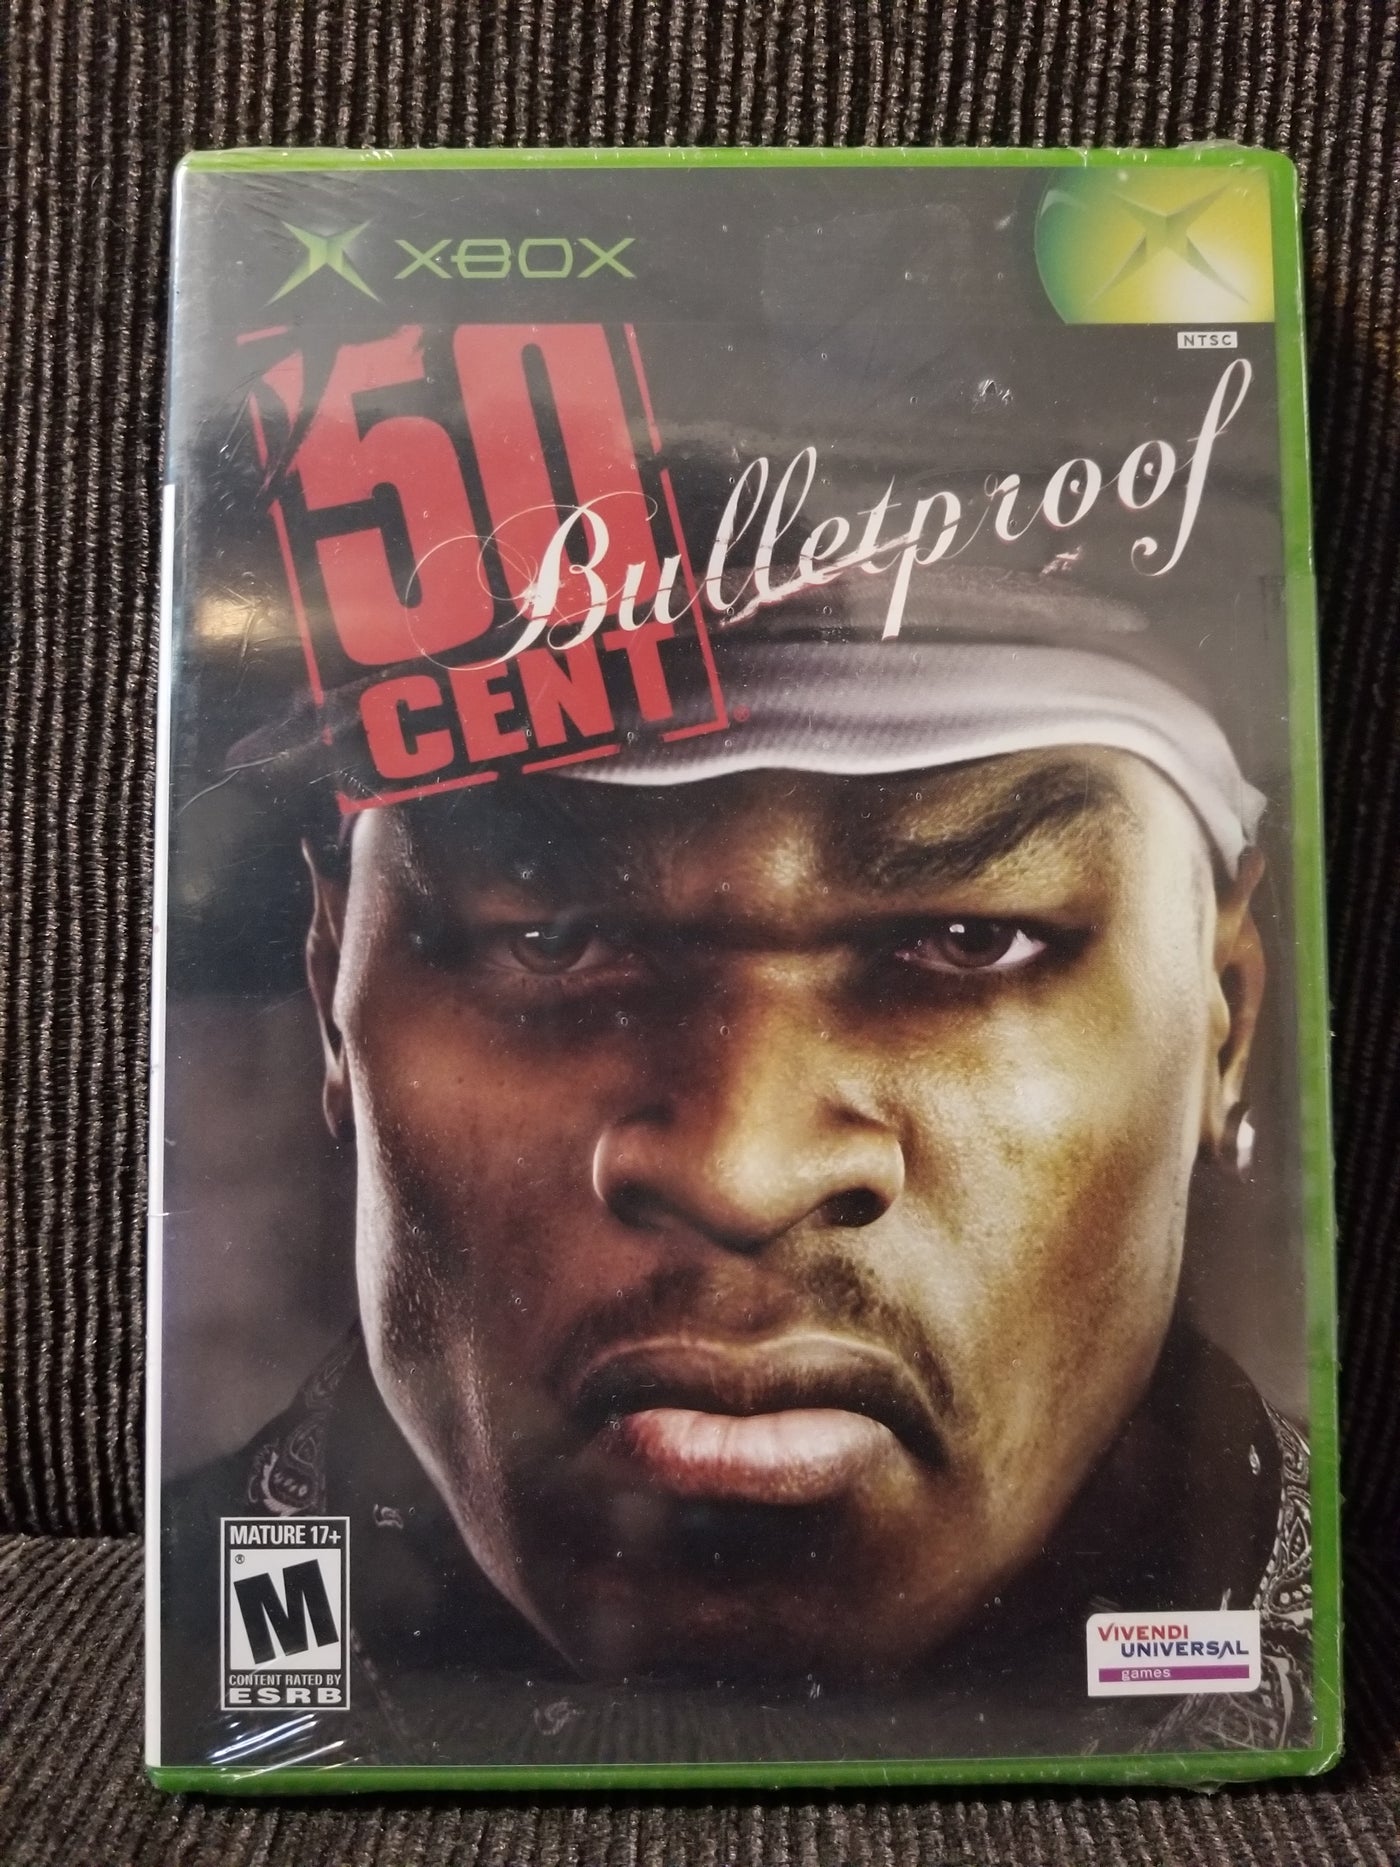 XBOX
NTSC
50
Bulletproof
CENT
MATURE 17+
M
CONTENT RATED BY
ESRB
VIVENDI
UNIVERSAL
games